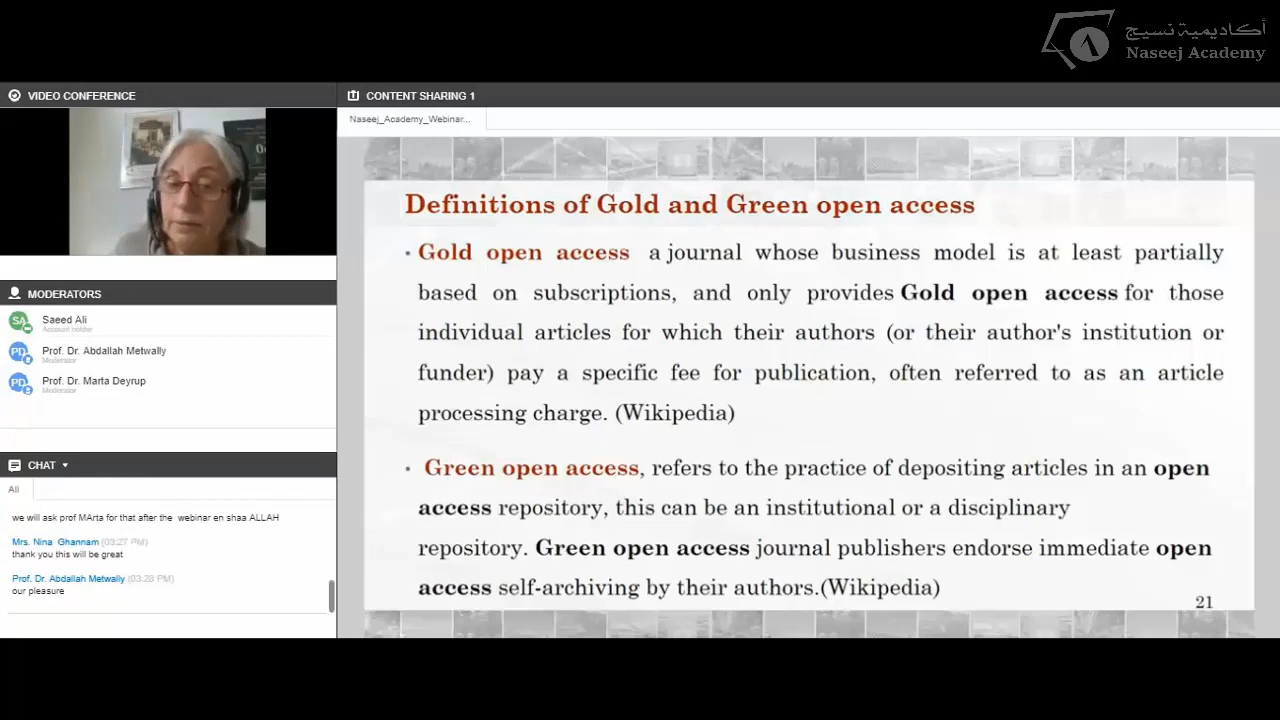 أكاديمية نسيج
Naseej Academy
VIDEO CONFERENCE
MODERATORS
SA
Saeed Ali
Account holder
PD
Prof. Dr. Abdallah Metwally
Moderator
PD
Prof. Dr. Marta Deyrup
Moderator
CHAT
All
we will ask prof MArta for that after the webinar en shaa ALLAH
Mrs. Nina Ghannam (03:27 PM)
thank you this will be great
Prof. Dr. Abdallah Metwally (03:28 PM)
our pleasure
CONTENT SHARING 1
Naseej_Academy_Webinar...
Definitions of Gold and Green open access
• Gold open access a journal whose business model is at least partially
based on subscriptions, and only provides Gold open access for those
individual articles for which their authors (or their author's institution or
funder) pay a specific fee for publication, often referred to as an article
processing charge. (Wikipedia)
• Green open access, refers to the practice of depositing articles in an open
access repository, this can be an institutional or a disciplinary
repository. Green open access journal publishers endorse immediate open
access self-archiving by their authors.(Wikipedia)
21